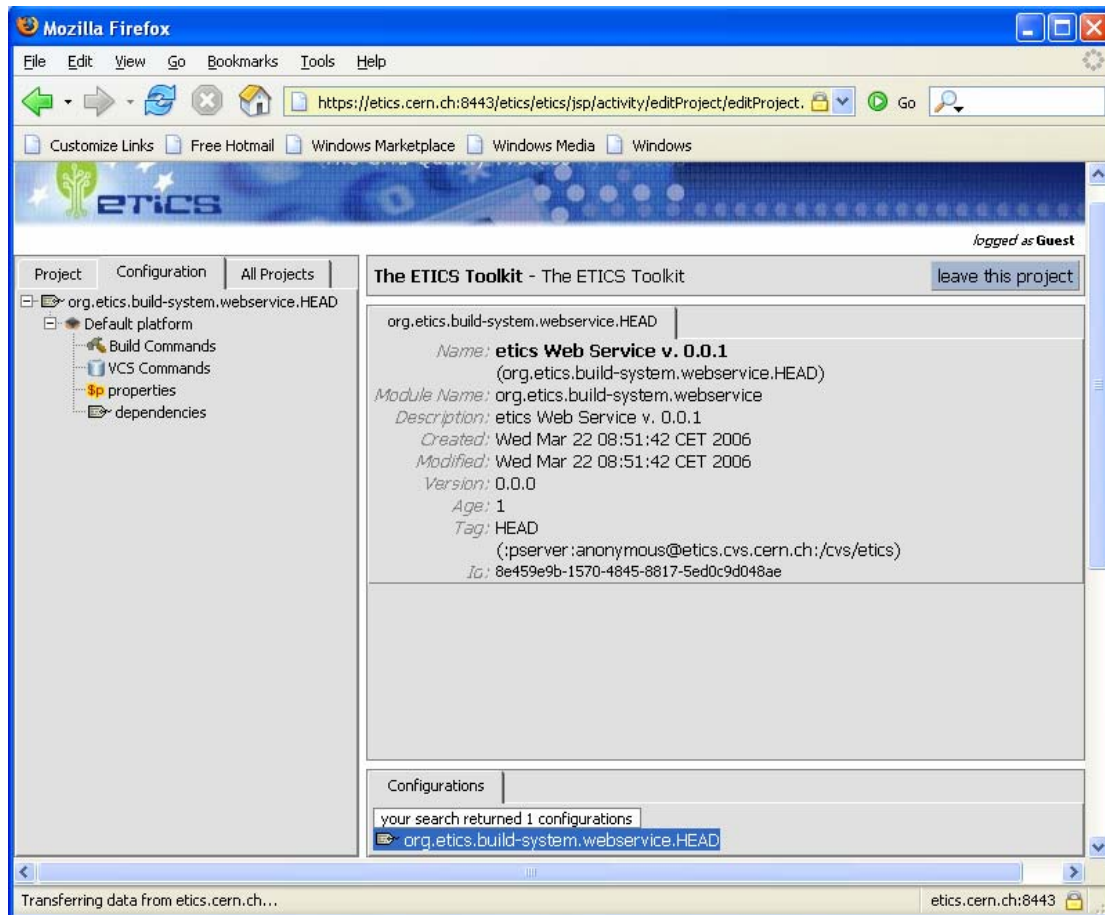 Mozilla Firefox
File Edit View Go Bookmarks Tools Help
https://etics.cern.ch:8443/etics/etics/jsp/activity/editProject/editProject. Go
Customize Links Free Hotmail Windows Marketplace Windows Media Windows
etics
logged as Guest
Project Configuration All Projects
The ETICS Toolkit - The ETICS Toolkit leave this project
org.etics.build-system.webservice.HEAD
Default platform
Build Commands
VCS Commands
$p properties
dependencies
org.etics.build-system.webservice.HEAD
Name: etics Web Service v. 0.0.1
(org.etics.build-system.webservice.HEAD)
Module Name: org.etics.build-system.webservice
Description: etics Web Service v. 0.0.1
Created: Wed Mar 22 08:51:42 CET 2006
Modified: Wed Mar 22 08:51:42 CET 2006
Version: 0.0.0
Age: 1
Tag: HEAD
(:pserver:anonymous@etics.cvs.cern.ch:/cvs/etics)
Id: 8e459e9b-1570-4845-8817-5ed0c9d048ae
Configurations
your search returned 1 configurations
org.etics.build-system.webservice.HEAD
Transferring data from etics.cern.ch... etics.cern.ch:8443